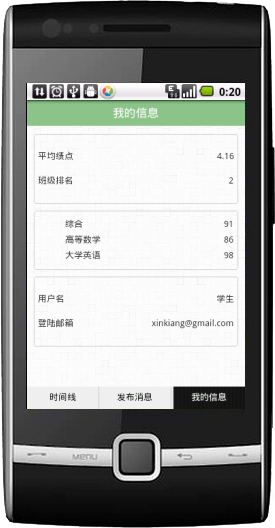 0:20
我的信息
平均绩点 4.16
班级排名 2
综合 91
高等数学 86
大学英语 98
用户名 学生
登陆邮箱 xinkiang@gmail.com
时间线 发布消息 我的信息
MENU